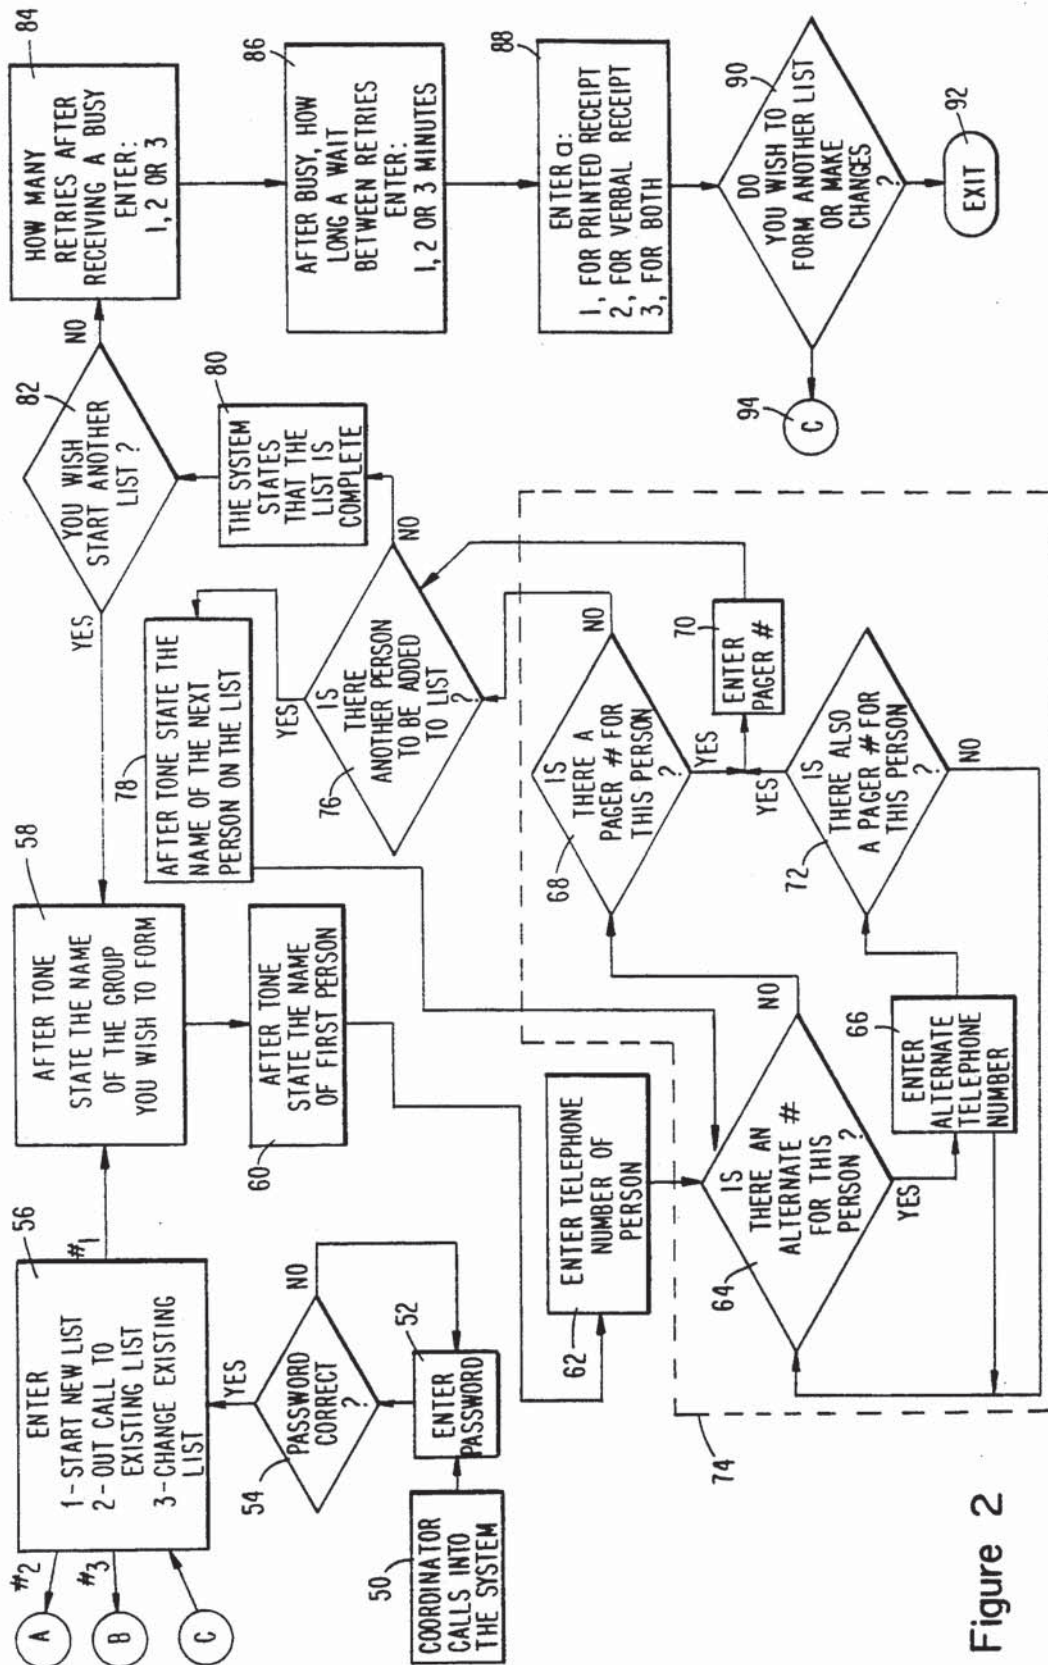 COORDINATOR
CALLS INTO
THE SYSTEM
50
ENTER
PASSWORD
52
PASSWORD
CORRECT
?
54
NO
YES
ENTER
1-START NEW LIST
2-OUT CALL TO
EXISTING LIST
3-CHANGE EXISTING
LIST
56
#1
#2
#3
A
B
C
AFTER TONE
STATE THE NAME
OF THE GROUP
YOU WISH TO FORM
58
AFTER TONE
STATE THE NAME
OF FIRST PERSON
60
ENTER TELEPHONE
NUMBER OF
PERSON
62
IS
THERE AN
ALTERNATE #
FOR THIS
PERSON ?
64
NO
YES
ENTER
ALTERNATE
TELEPHONE
NUMBER
66
IS
THERE A
PAGER # FOR
THIS PERSON
?
68
NO
YES
ENTER
PAGER #
70
IS
THERE ALSO
A PAGER # FOR
THIS PERSON
?
72
YES
NO
74
IS
THERE
ANOTHER PERSON
TO BE ADDED
TO LIST
?
76
YES
NO
AFTER TONE STATE THE
NAME OF THE NEXT
PERSON ON THE LIST
78
THE SYSTEM
STATES
THAT THE
LIST IS
COMPLETE
80
YOU WISH
START ANOTHER
LIST ?
82
YES
NO
HOW MANY
RETRIES AFTER
RECEIVING A BUSY
ENTER:
1, 2 OR 3
84
AFTER BUSY, HOW
LONG A WAIT
BETWEEN RETRIES
ENTER:
1, 2 OR 3 MINUTES
86
ENTER a:
1, FOR PRINTED RECEIPT
2, FOR VERBAL RECEIPT
3, FOR BOTH
88
DO
YOU WISH TO
FORM ANOTHER LIST
OR MAKE
CHANGES
?
90
EXIT
92
C
94
Figure 2